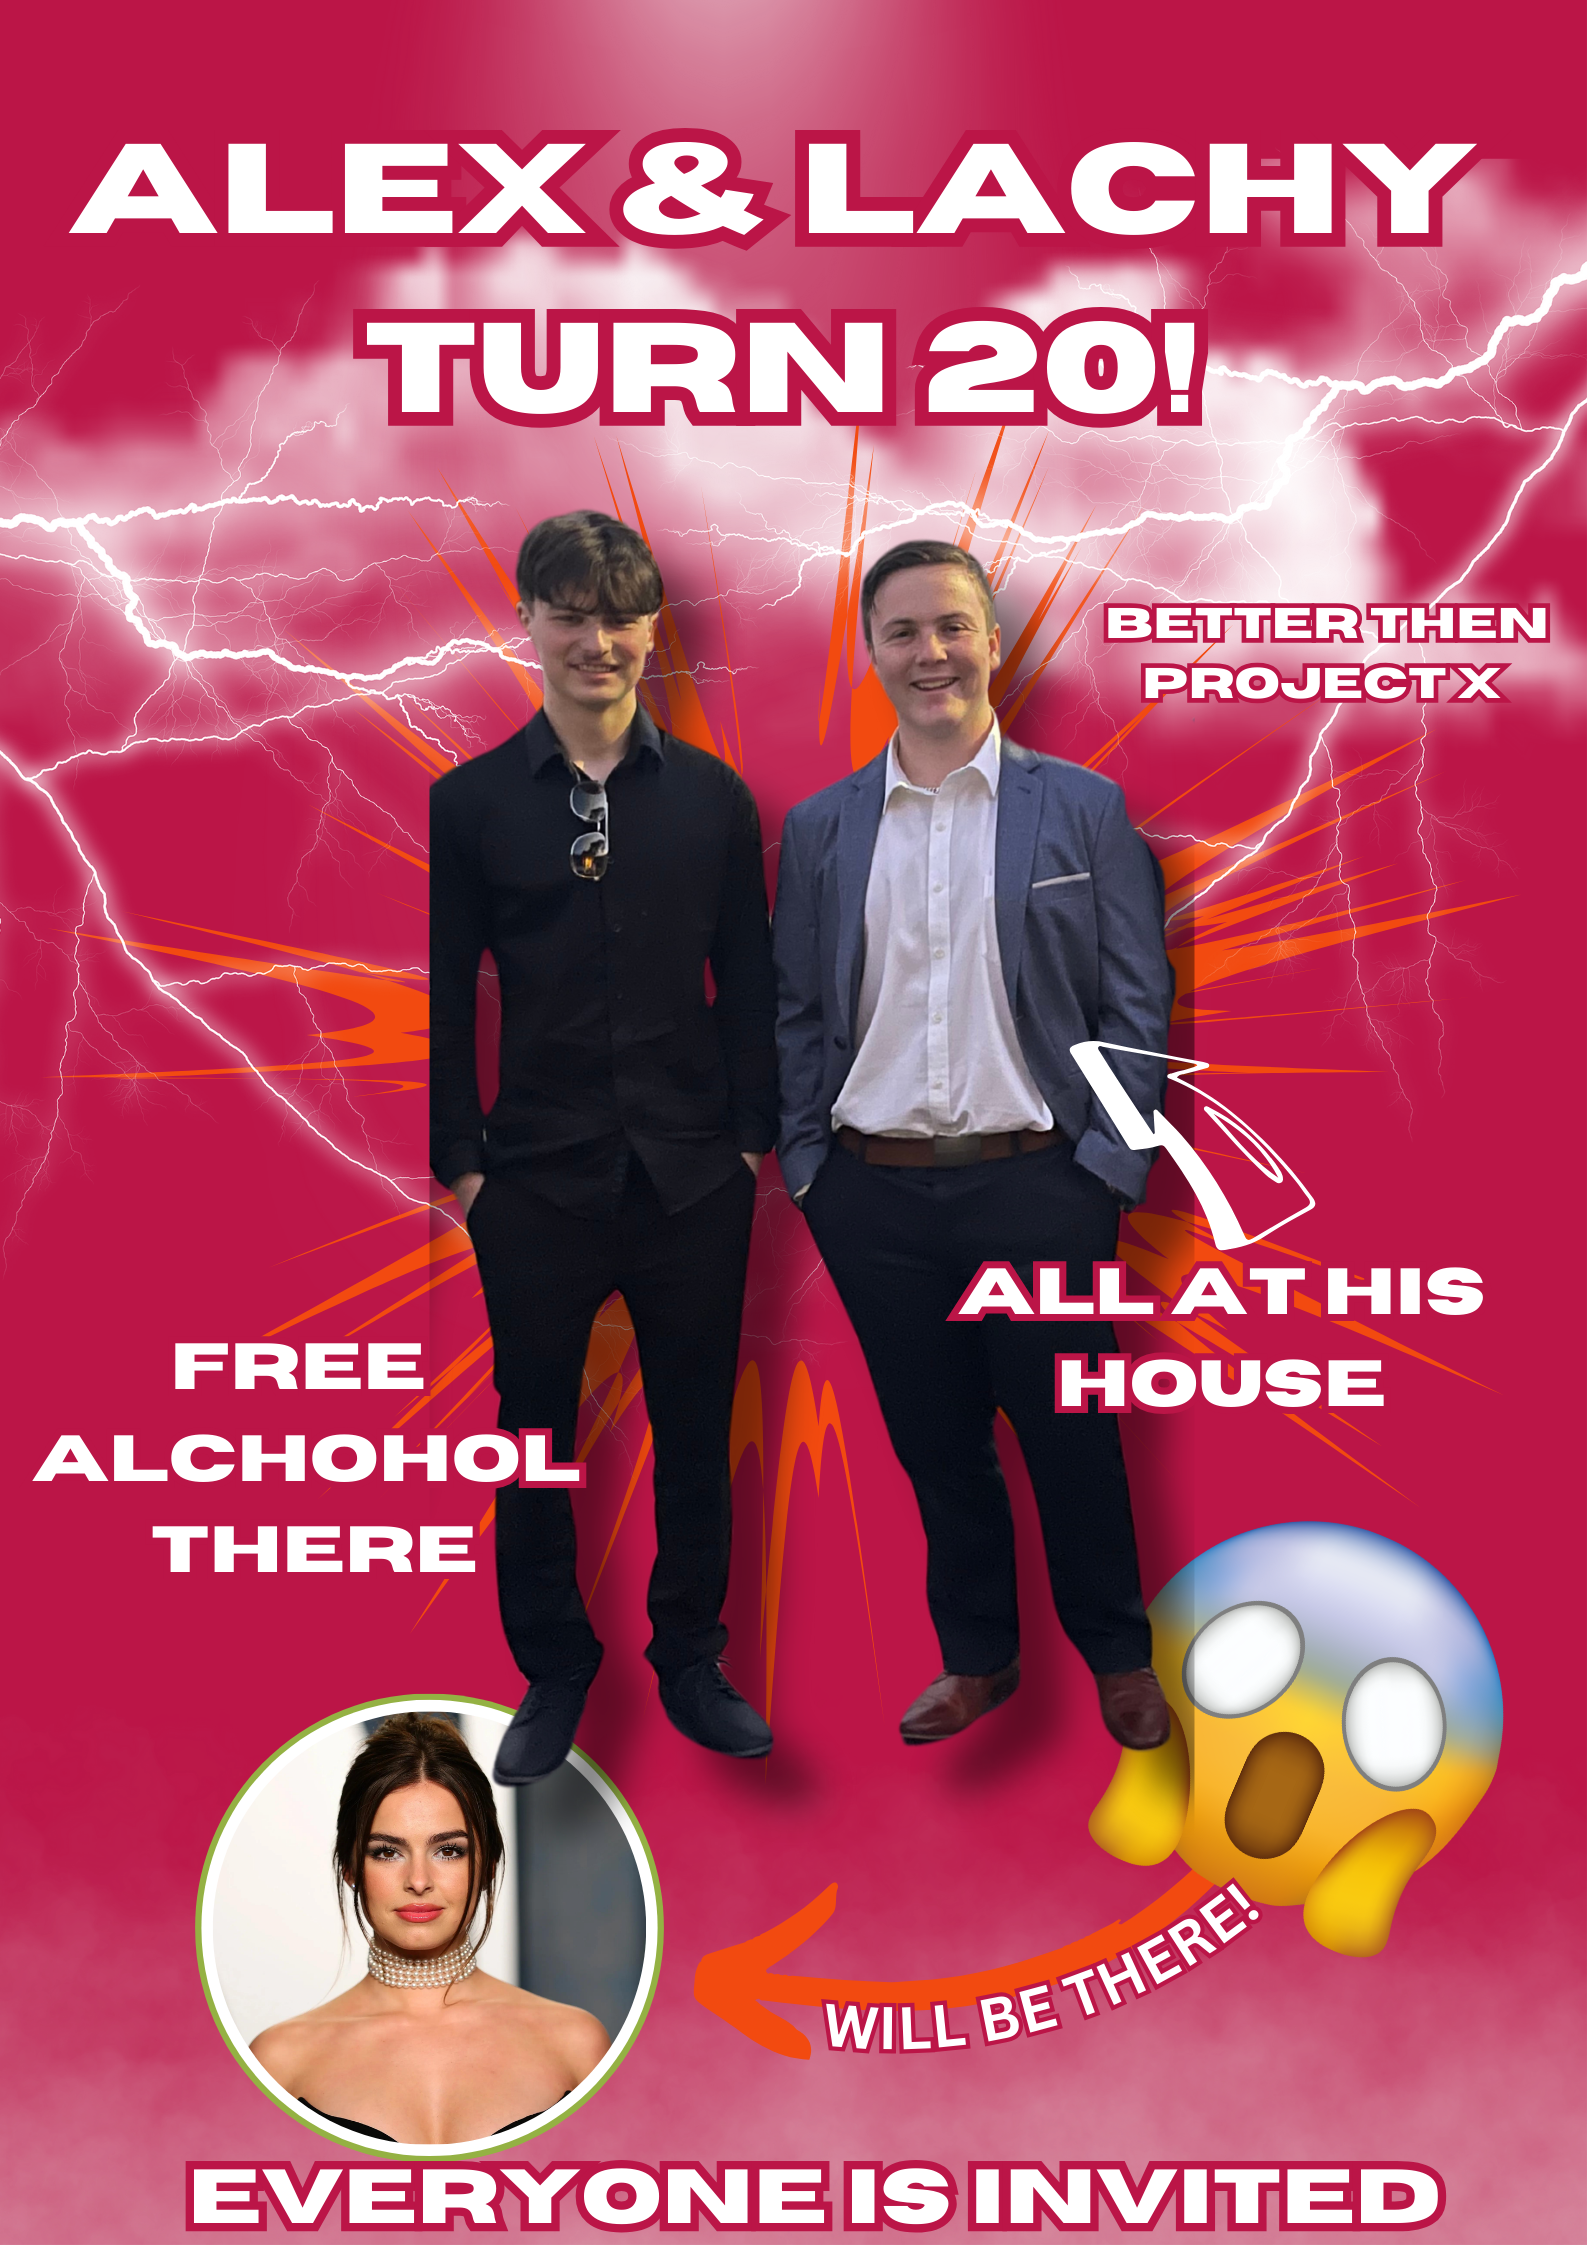 ALEX & LACHY
TURN 20!
BETTER THEN
PROJECT X
ALL AT HIS
HOUSE
FREE
ALCHOHOL
THERE
WILL BE THERE!
EVERYONE IS INVITED